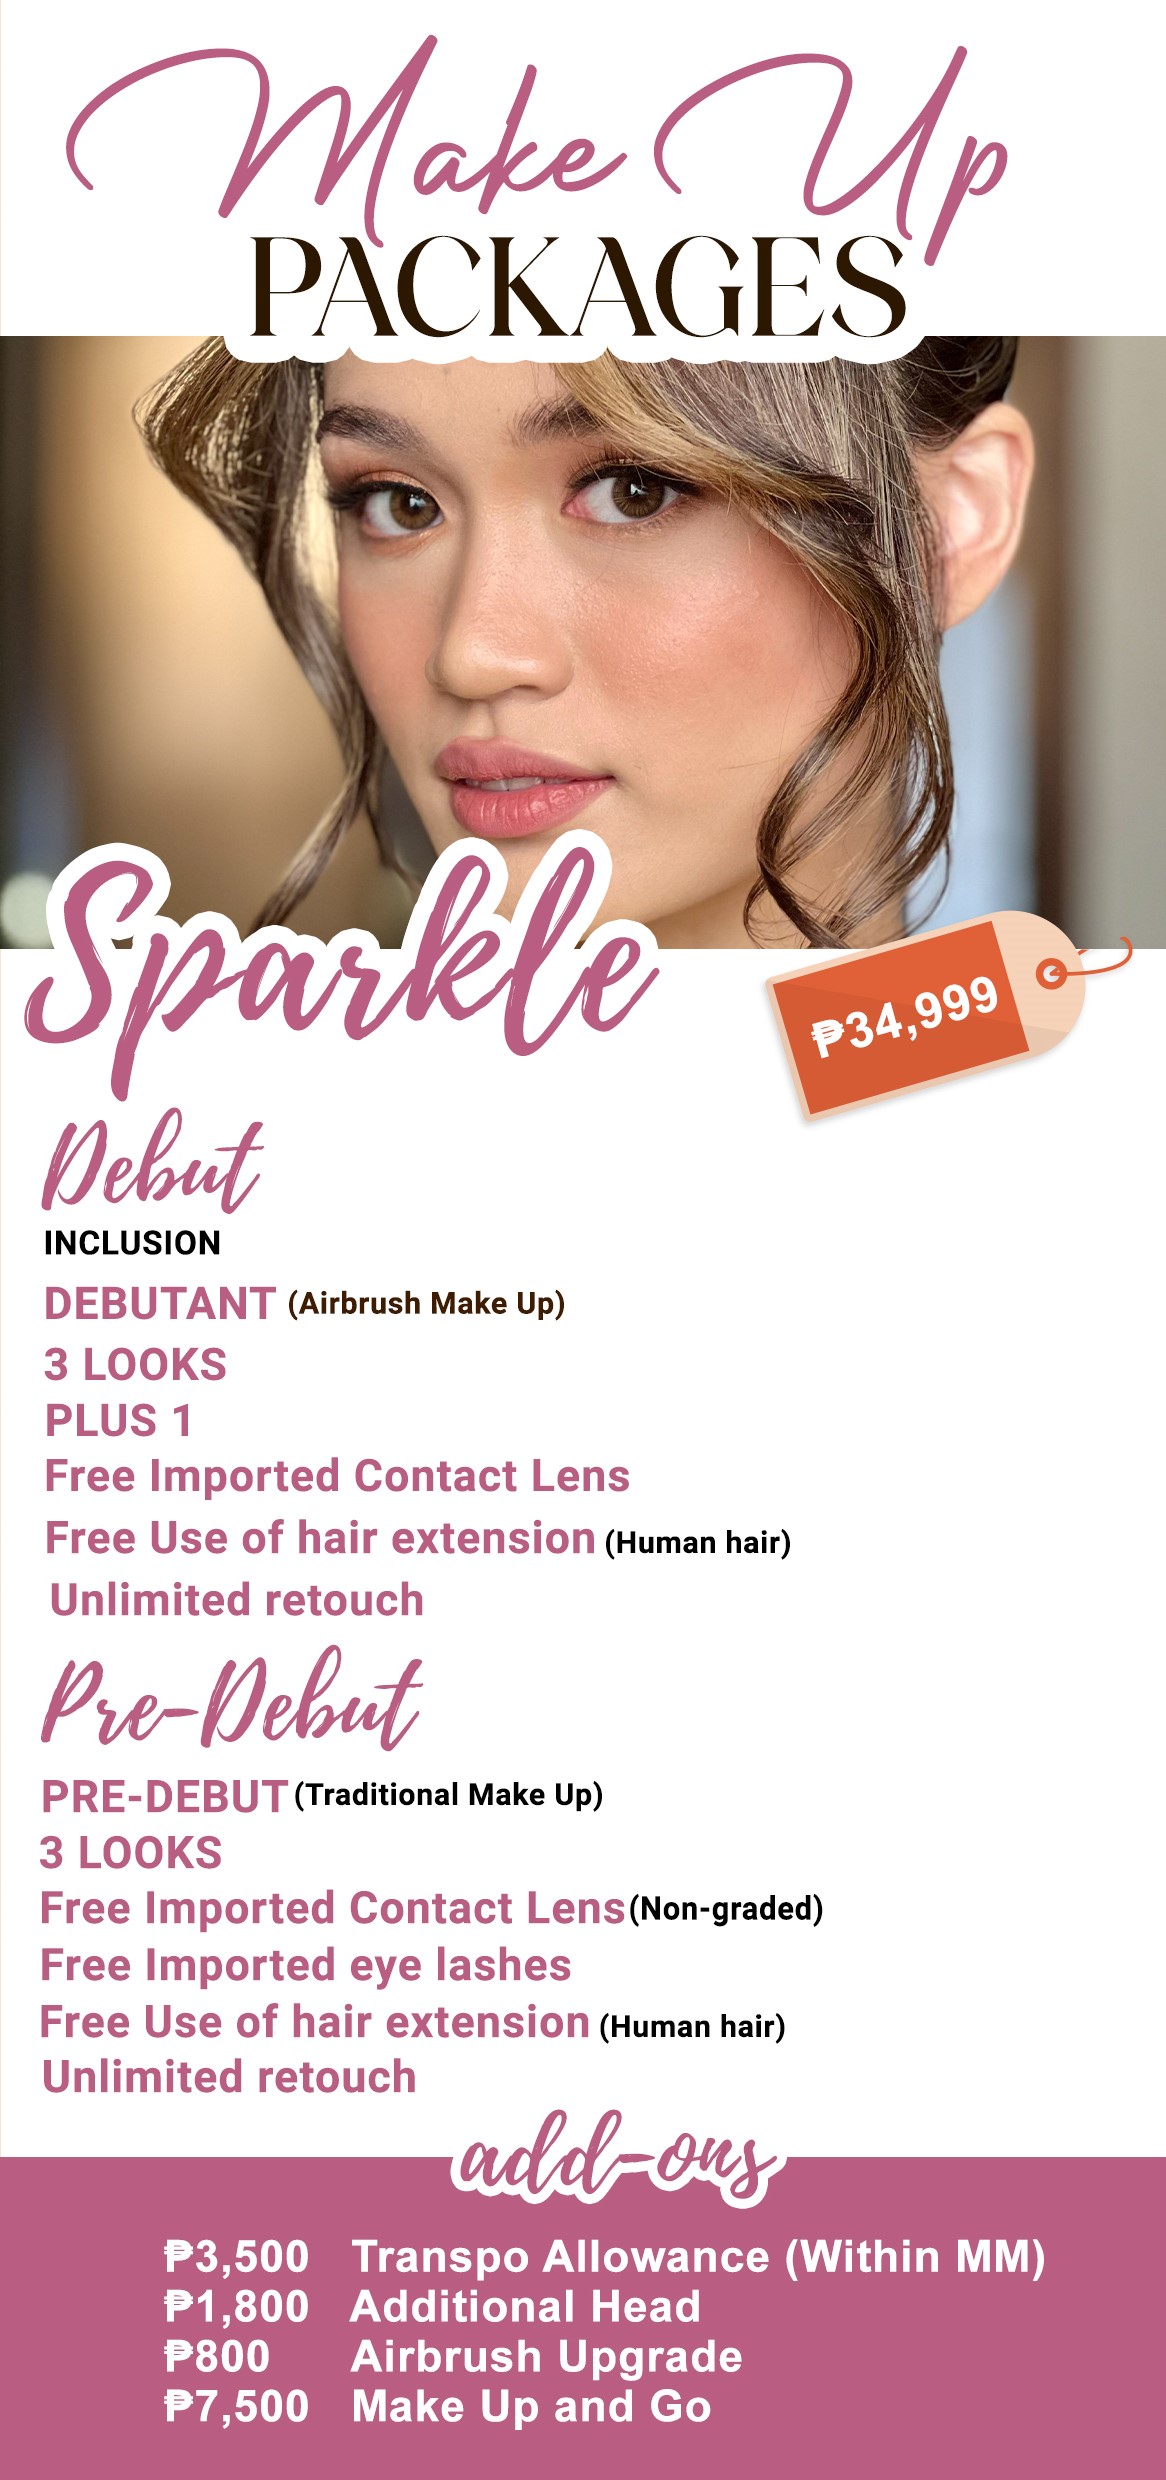 Make Up
PACKAGES
Sparkle
₱34,999
Debut
INCLUSION
DEBUTANT (Airbrush Make Up)
3 LOOKS
PLUS 1
Free Imported Contact Lens
Free Use of hair extension (Human hair)
Unlimited retouch
Pre-Debut
PRE-DEBUT (Traditional Make Up)
3 LOOKS
Free Imported Contact Lens (Non-graded)
Free Imported eye lashes
Free Use of hair extension (Human hair)
Unlimited retouch
add-ons
₱3,500 Transpo Allowance (Within MM)
₱1,800 Additional Head
₱800 Airbrush Upgrade
₱7,500 Make Up and Go